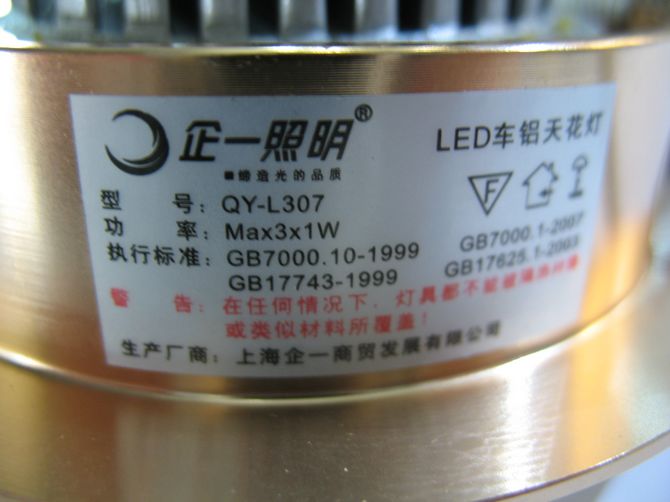 企一照明®
LED车铝天花灯
■缔造光的品质
型 号：QY-L307
功 率：Max3x1W
执行标准：GB7000.10-1999 GB7000.1-2007
GB17743-1999 GB17625.1-2003
F
警 告：在任何情况下，灯具都不能被隔热衬垫
或类似材料所覆盖！
生产厂商：上海企一商贸发展有限公司